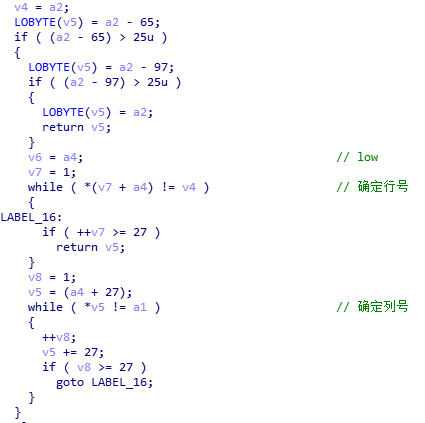 v4 = a2;
LOBYTE(v5) = a2 - 65;
if ( (a2 - 65) > 25u )
{
LOBYTE(v5) = a2 - 97;
if ( (a2 - 97) > 25u )
{
LOBYTE(v5) = a2;
return v5;
}
v6 = a4; // low
v7 = 1;
while ( *(v7 + a4) != v4 ) // 确定行号
{
LABEL_16:
if ( ++v7 >= 27 )
return v5;
}
v8 = 1;
v5 = (a4 + 27);
while ( *v5 != a1 ) // 确定列号
{
++v8;
v5 += 27;
if ( v8 >= 27 )
goto LABEL_16;
}
}